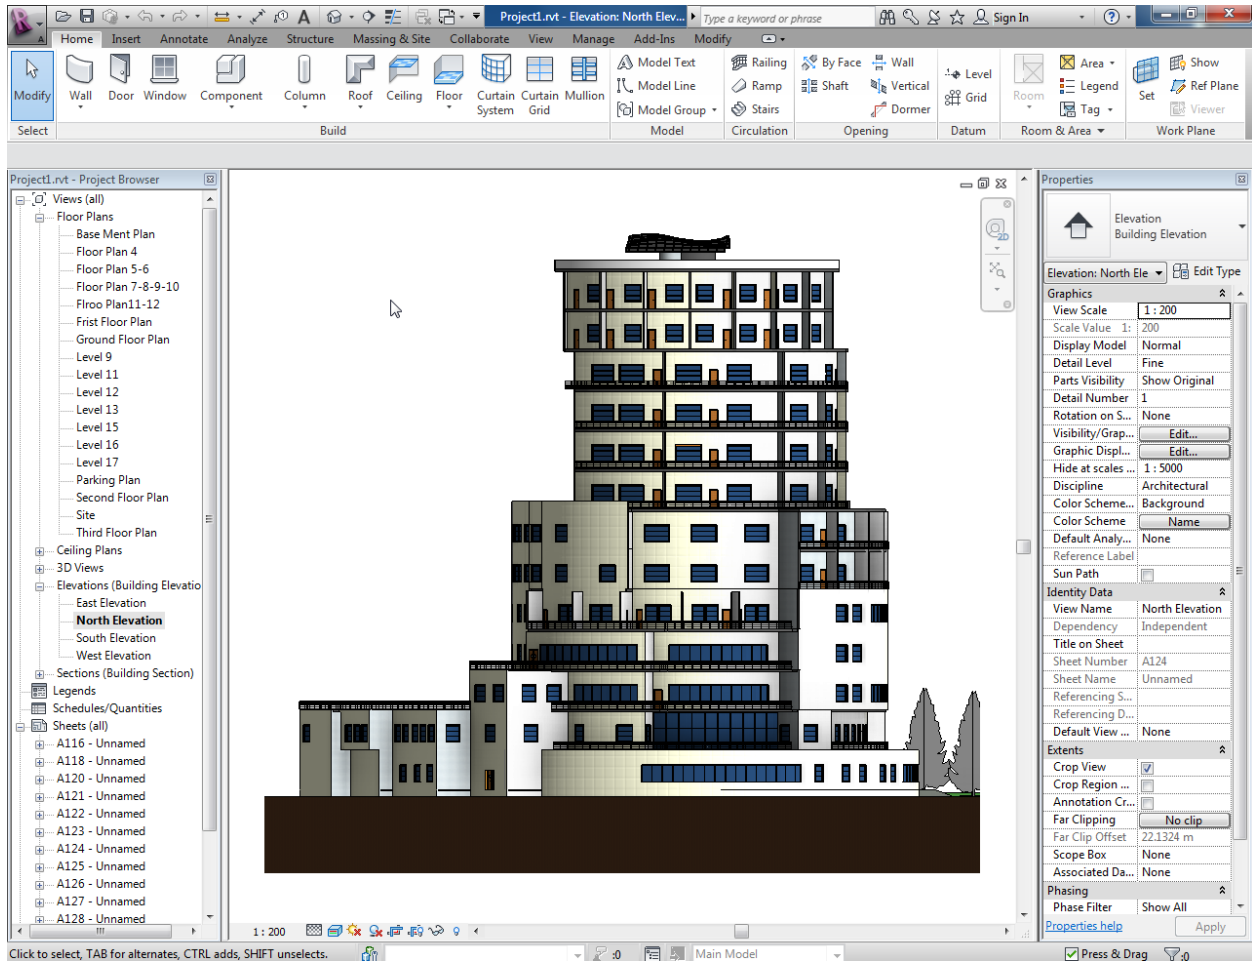 Project1.rvt - Elevation: North Elev...
Type a keyword or phrase
Sign In
Home Insert Annotate Analyze Structure Massing & Site Collaborate View Manage Add-Ins Modify
Modify
Wall
Door
Window
Component
Column
Roof
Ceiling
Floor
Curtain System
Curtain Grid
Mullion
Model Text
Model Line
Model Group
Railing
Ramp
Stairs
By Face
Shaft
Wall
Vertical
Dormer
Level
Grid
Room
Area
Legend
Tag
Set
Show
Ref Plane
Viewer
Select
Build
Model
Circulation
Opening
Datum
Room & Area
Work Plane
Project1.rvt - Project Browser
Views (all)
Floor Plans
Base Ment Plan
Floor Plan 4
Floor Plan 5-6
Floor Plan 7-8-9-10
Flroo Plan11-12
Frist Floor Plan
Ground Floor Plan
Level 9
Level 11
Level 12
Level 13
Level 15
Level 16
Level 17
Parking Plan
Second Floor Plan
Site
Third Floor Plan
Ceiling Plans
3D Views
Elevations (Building Elevatio
East Elevation
North Elevation
South Elevation
West Elevation
Sections (Building Section)
Legends
Schedules/Quantities
Sheets (all)
A116 - Unnamed
A118 - Unnamed
A120 - Unnamed
A121 - Unnamed
A122 - Unnamed
A123 - Unnamed
A124 - Unnamed
A125 - Unnamed
A126 - Unnamed
A127 - Unnamed
A128 - Unnamed
2D
1 : 200
Properties
Elevation
Building Elevation
Elevation: North Ele
Edit Type
Graphics
View Scale 1 : 200
Scale Value 1: 200
Display Model Normal
Detail Level Fine
Parts Visibility Show Original
Detail Number 1
Rotation on S... None
Visibility/Grap... Edit...
Graphic Displ... Edit...
Hide at scales ... 1 : 5000
Discipline Architectural
Color Scheme... Background
Color Scheme Name
Default Analy... None
Reference Label
Sun Path
Identity Data
View Name North Elevation
Dependency Independent
Title on Sheet
Sheet Number A124
Sheet Name Unnamed
Referencing S...
Referencing D...
Default View ... None
Extents
Crop View
Crop Region ...
Annotation Cr...
Far Clipping No clip
Far Clip Offset 22.1324 m
Scope Box None
Associated Da... None
Phasing
Phase Filter Show All
Properties help
Apply
Click to select, TAB for alternates, CTRL adds, SHIFT unselects.
:0
Main Model
Press & Drag
:0